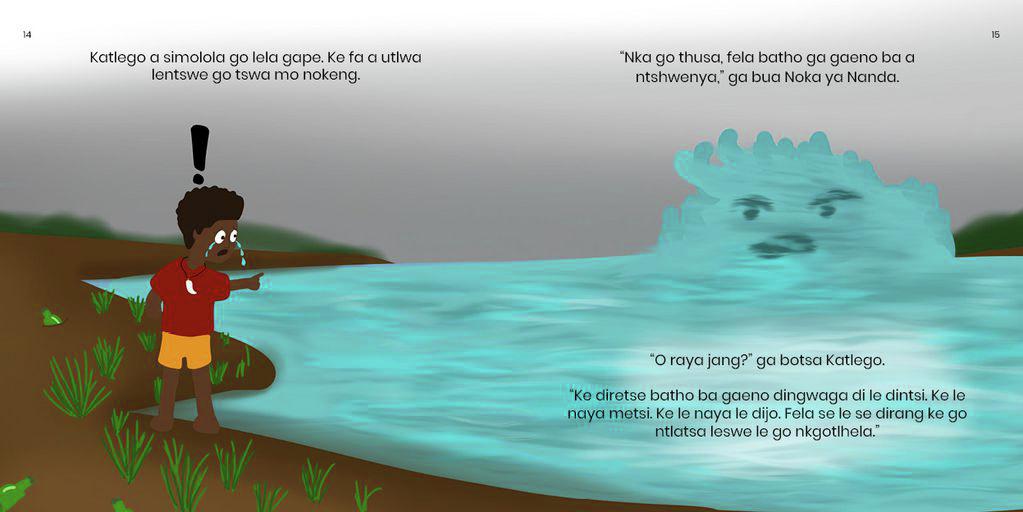 14
Katlego a simolola go lela gape. Ke fa a utlwa
lentswe go tswa mo nokeng.
15
“Nka go thusa, fela batho ga gaeno ba a
ntshwenya,” ga bua Noka ya Nanda.
“O raya jang?” ga botsa Katlego.
“Ke diretse batho ba gaeno dingwaga di le dintsi. Ke le
naya metsi. Ke le naya le dijo. Fela se le se dirang ke go
ntlatsa leswe le go nkgotlhela.”